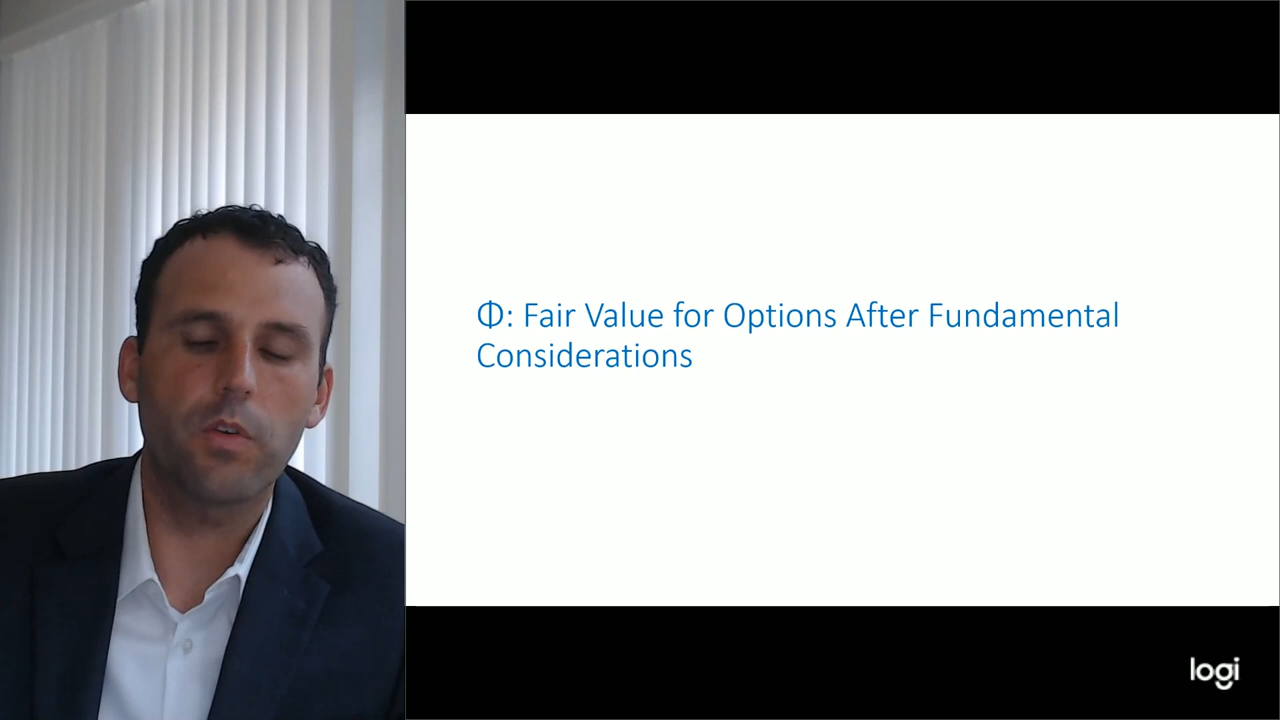 Φ: Fair Value for Options After Fundamental
Considerations
logi